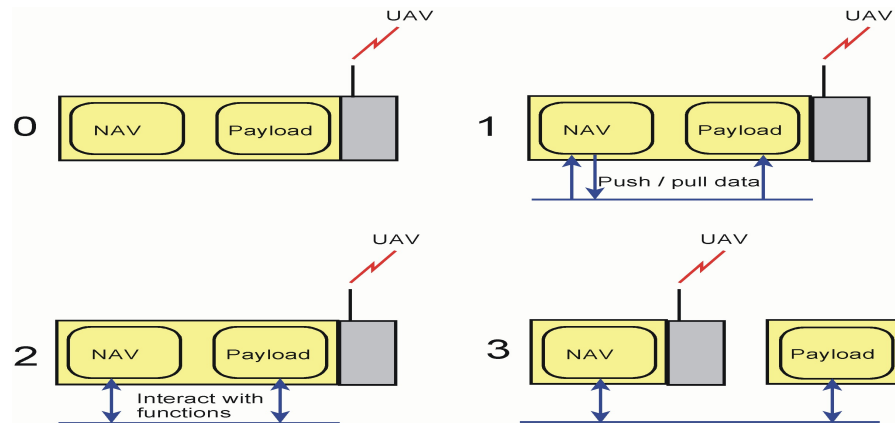 UAV
0
NAV
Payload
UAV
1
NAV
Payload
Push / pull data
UAV
2
NAV
Payload
Interact with
functions
UAV
3
NAV
Payload